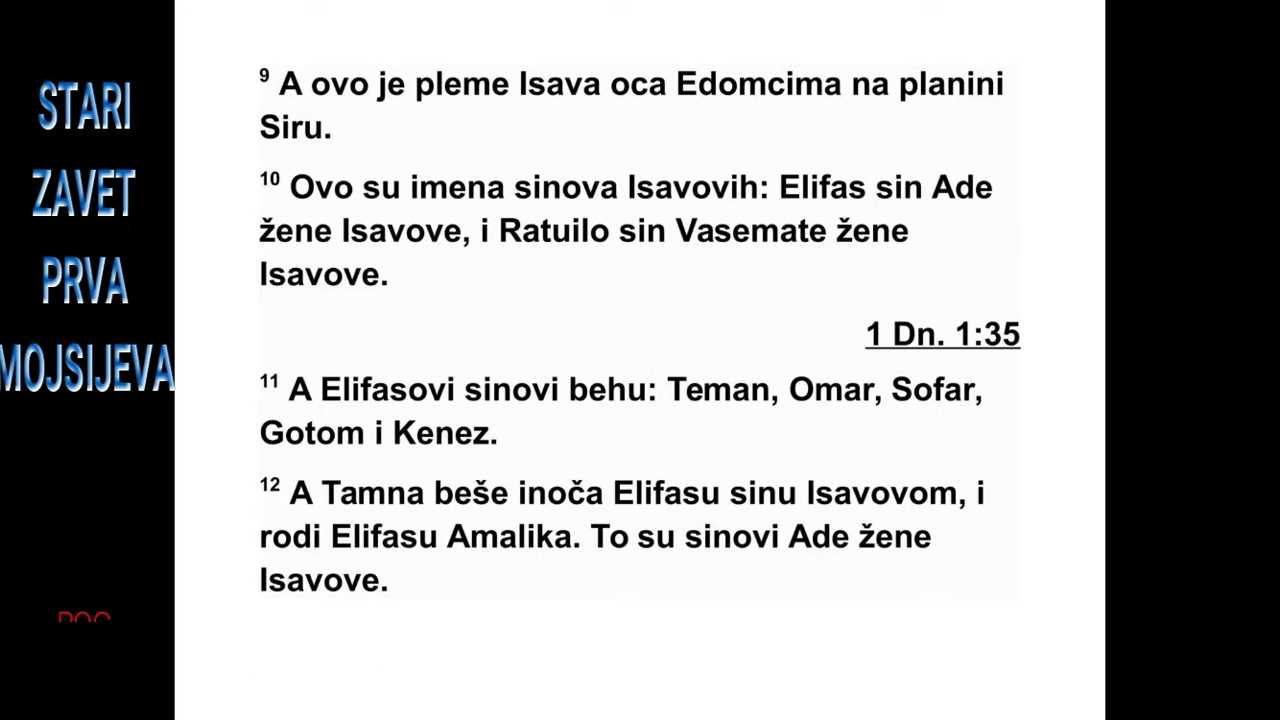 STARI
ZAVET
PRVA
MOJSIJEVA
9 A ovo je pleme Isava oca Edomcima na planini
Siru.
10 Ovo su imena sinova Isavovih: Elifas sin Ade
žene Isavove, i Ratuilo sin Vasemate žene
Isavove.
1 Dn. 1:35
11 A Elifasovi sinovi behu: Teman, Omar, Sofar,
Gotom i Kenez.
12 A Tamna beše inoča Elifasu sinu Isavovom, i
rodi Elifasu Amalika. To su sinovi Ade žene
Isavove.